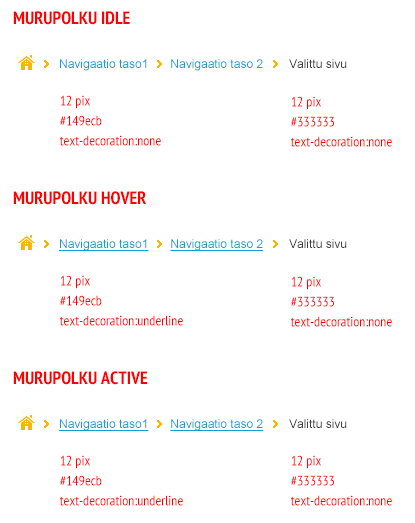 MURUPOLKU IDLE
Navigaatio taso1 Navigaatio taso 2 Valittu sivu
12 pix 12 pix
#149ecb #333333
text-decoration:none text-decoration:none
MURUPOLKU HOVER
Navigaatio taso1 Navigaatio taso 2 Valittu sivu
12 pix 12 pix
#149ecb #333333
text-decoration:underline text-decoration:none
MURUPOLKU ACTIVE
Navigaatio taso1 Navigaatio taso 2 Valittu sivu
12 pix 12 pix
#149ecb #333333
text-decoration:underline text-decoration:none